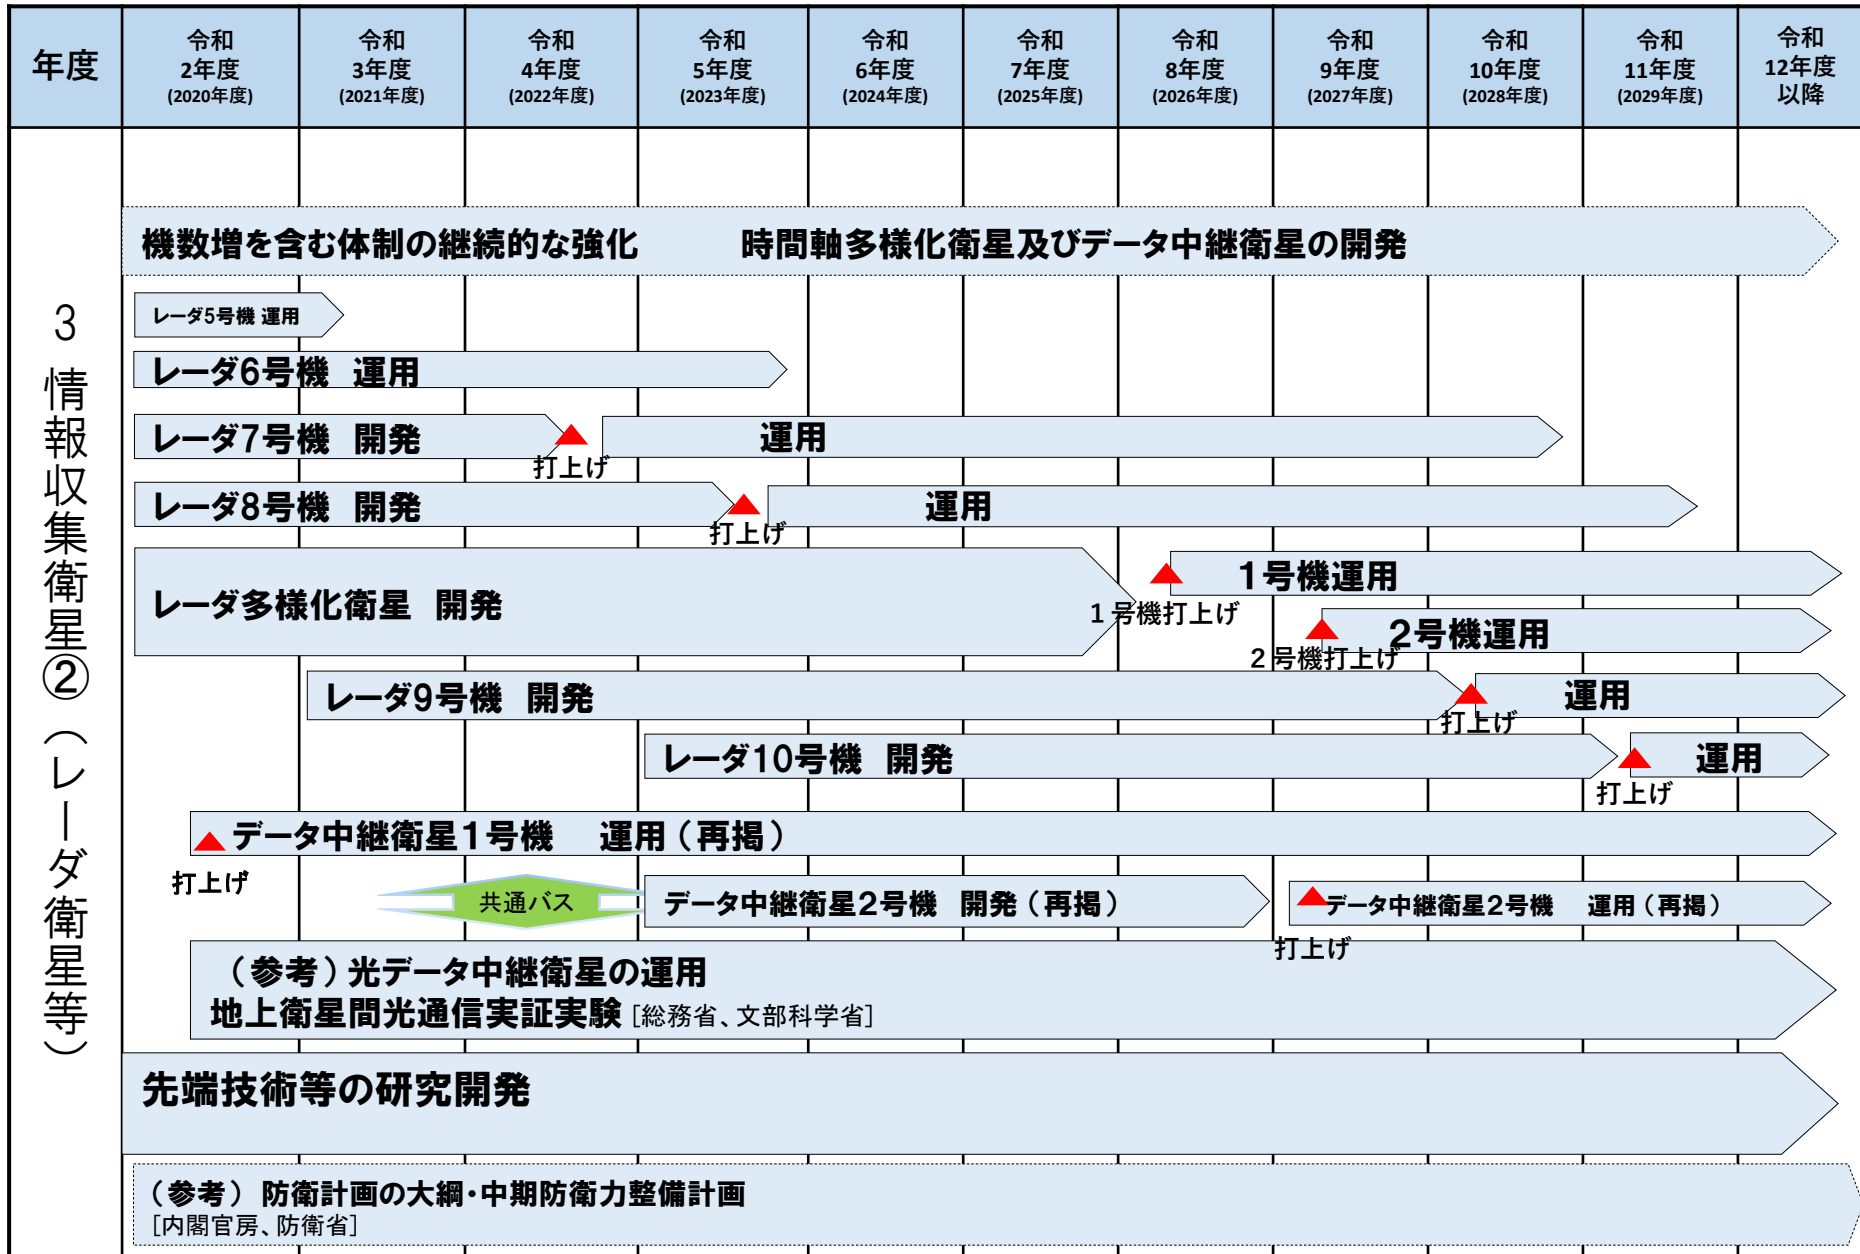 年度
令和
2年度
(2020年度)
令和
3年度
(2021年度)
令和
4年度
(2022年度)
令和
5年度
(2023年度)
令和
6年度
(2024年度)
令和
7年度
(2025年度)
令和
8年度
(2026年度)
令和
9年度
(2027年度)
令和
10年度
(2028年度)
令和
11年度
(2029年度)
令和
12年度
以降
3 情報収集衛星②(レーダ衛星等)
機数増を含む体制の継続的な強化 時間軸多様化衛星及びデータ中継衛星の開発
レーダ5号機 運用
レーダ6号機 運用
レーダ7号機 開発
打上げ
運用
レーダ8号機 開発
打上げ
運用
レーダ多様化衛星 開発
1号機打上げ
1号機運用
2号機打上げ
2号機運用
レーダ9号機 開発
打上げ
運用
レーダ10号機 開発
打上げ
運用
データ中継衛星1号機 運用(再掲)
打上げ
共通バス
データ中継衛星2号機 開発(再掲)
データ中継衛星2号機 運用(再掲)
打上げ
(参考)光データ中継衛星の運用
地上衛星間光通信実証実験 [総務省、文部科学省]
先端技術等の研究開発
(参考) 防衛計画の大綱・中期防衛力整備計画
[内閣官房、防衛省]